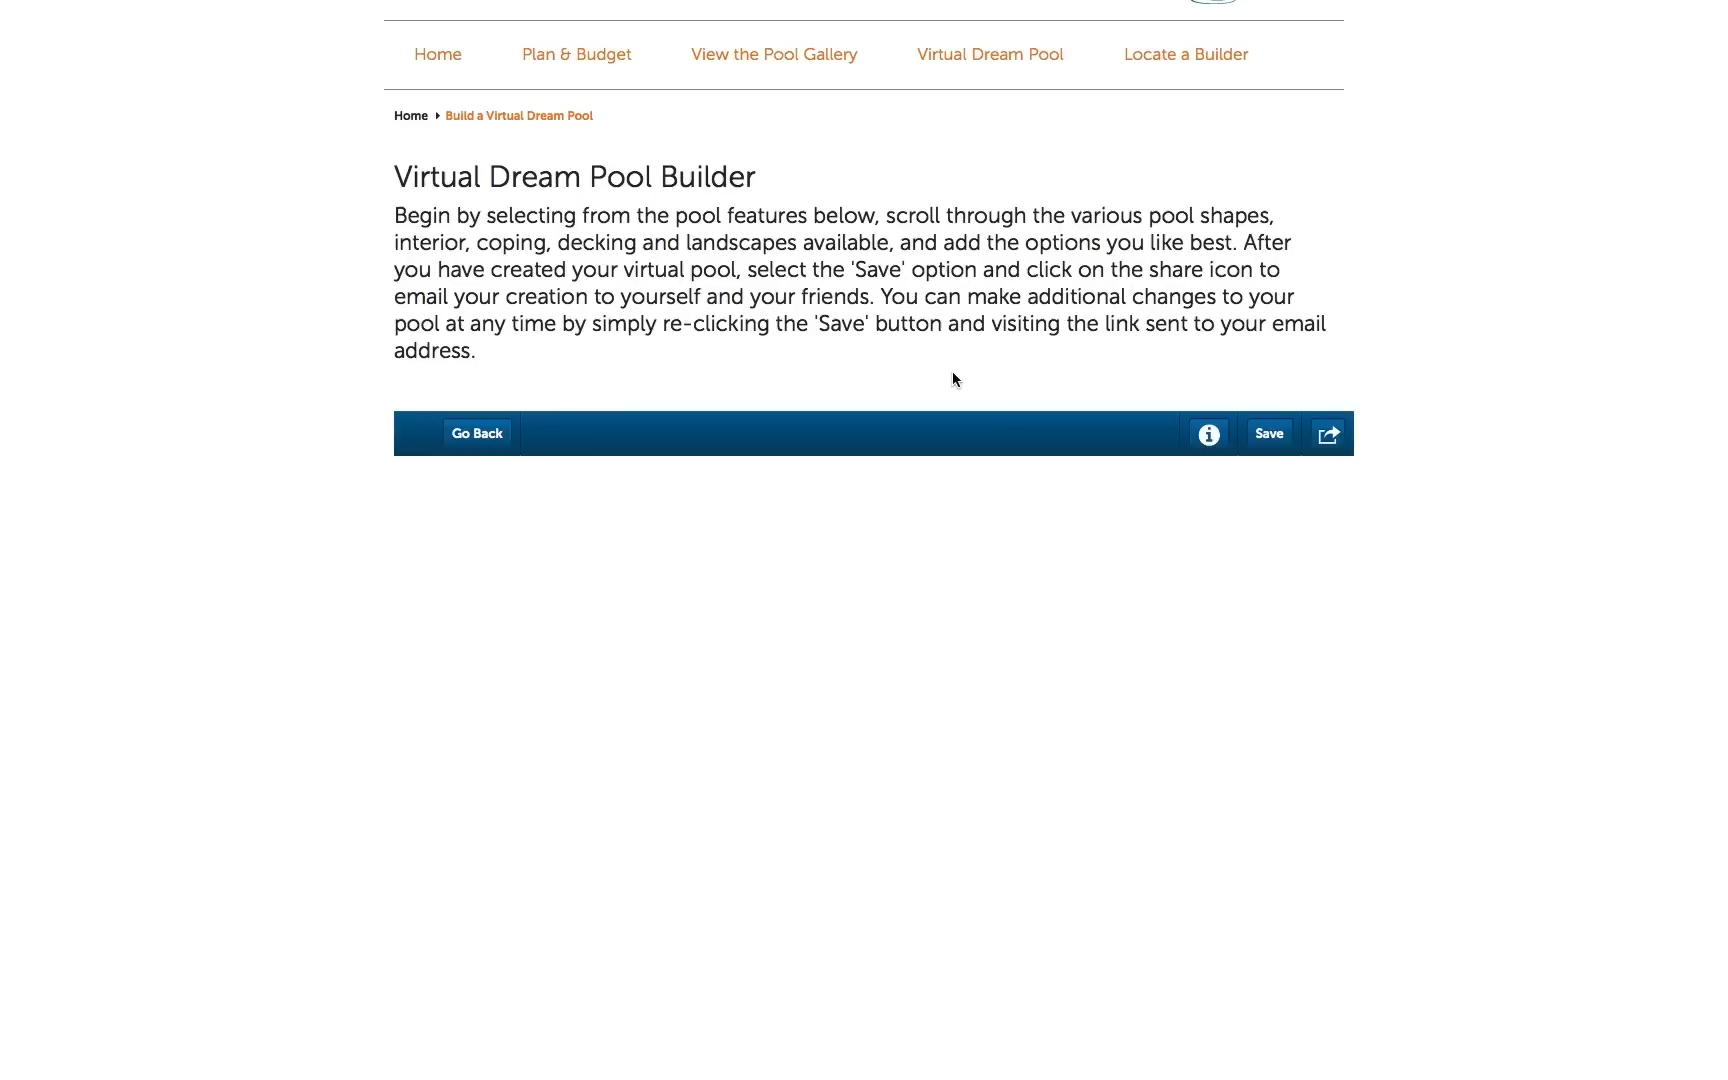 Home Plan & Budget View the Pool Gallery Virtual Dream Pool Locate a Builder
Home Build a Virtual Dream Pool
Virtual Dream Pool Builder
Begin by selecting from the pool features below, scroll through the various pool shapes,
interior, coping, decking and landscapes available, and add the options you like best. After
you have created your virtual pool, select the 'Save' option and click on the share icon to
email your creation to yourself and your friends. You can make additional changes to your
pool at any time by simply re-clicking the 'Save' button and visiting the link sent to your email
address.
Go Back Save